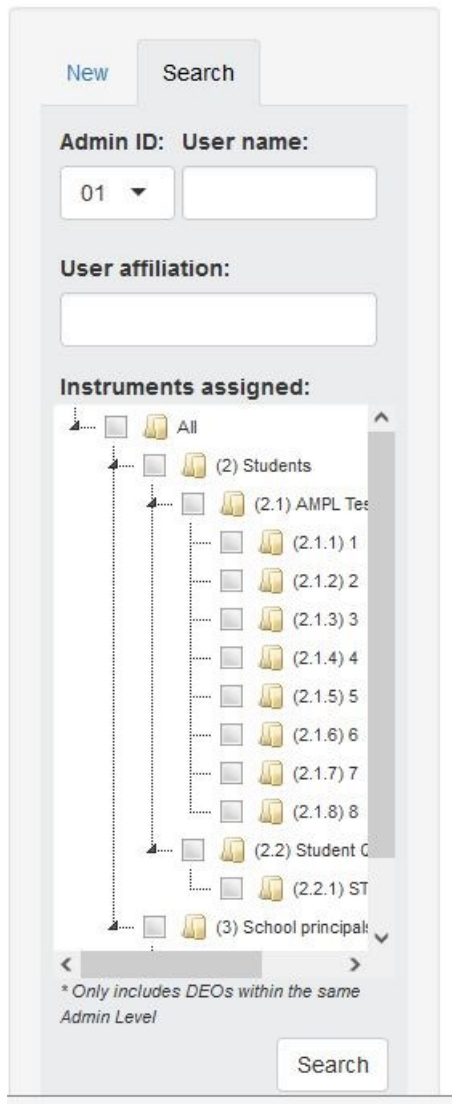 New Search
Admin ID: User name:
01
User affiliation:
Instruments assigned:
All
(2) Students
(2.1) AMPL Tes
(2.1.1) 1
(2.1.2) 2
(2.1.3) 3
(2.1.4) 4
(2.1.5) 5
(2.1.6) 6
(2.1.7) 7
(2.1.8) 8
(2.2) Student Q
(2.2.1) ST
(3) School principals
* Only includes DEOs within the same
Admin Level
Search